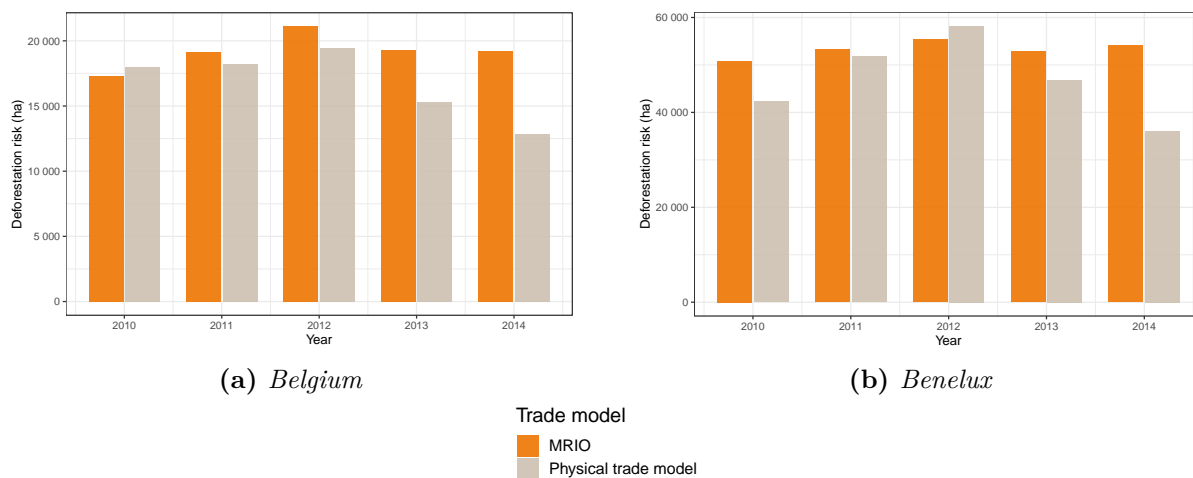 Deforestation risk (ha)
20 000
15 000
10 000
5 000
0
2010 2011 2012 2013 2014
Year
(a) Belgium
Deforestation risk (ha)
60 000
40 000
20 000
0
2010 2011 2012 2013 2014
Year
(b) Benelux
Trade model
MRIO
Physical trade model